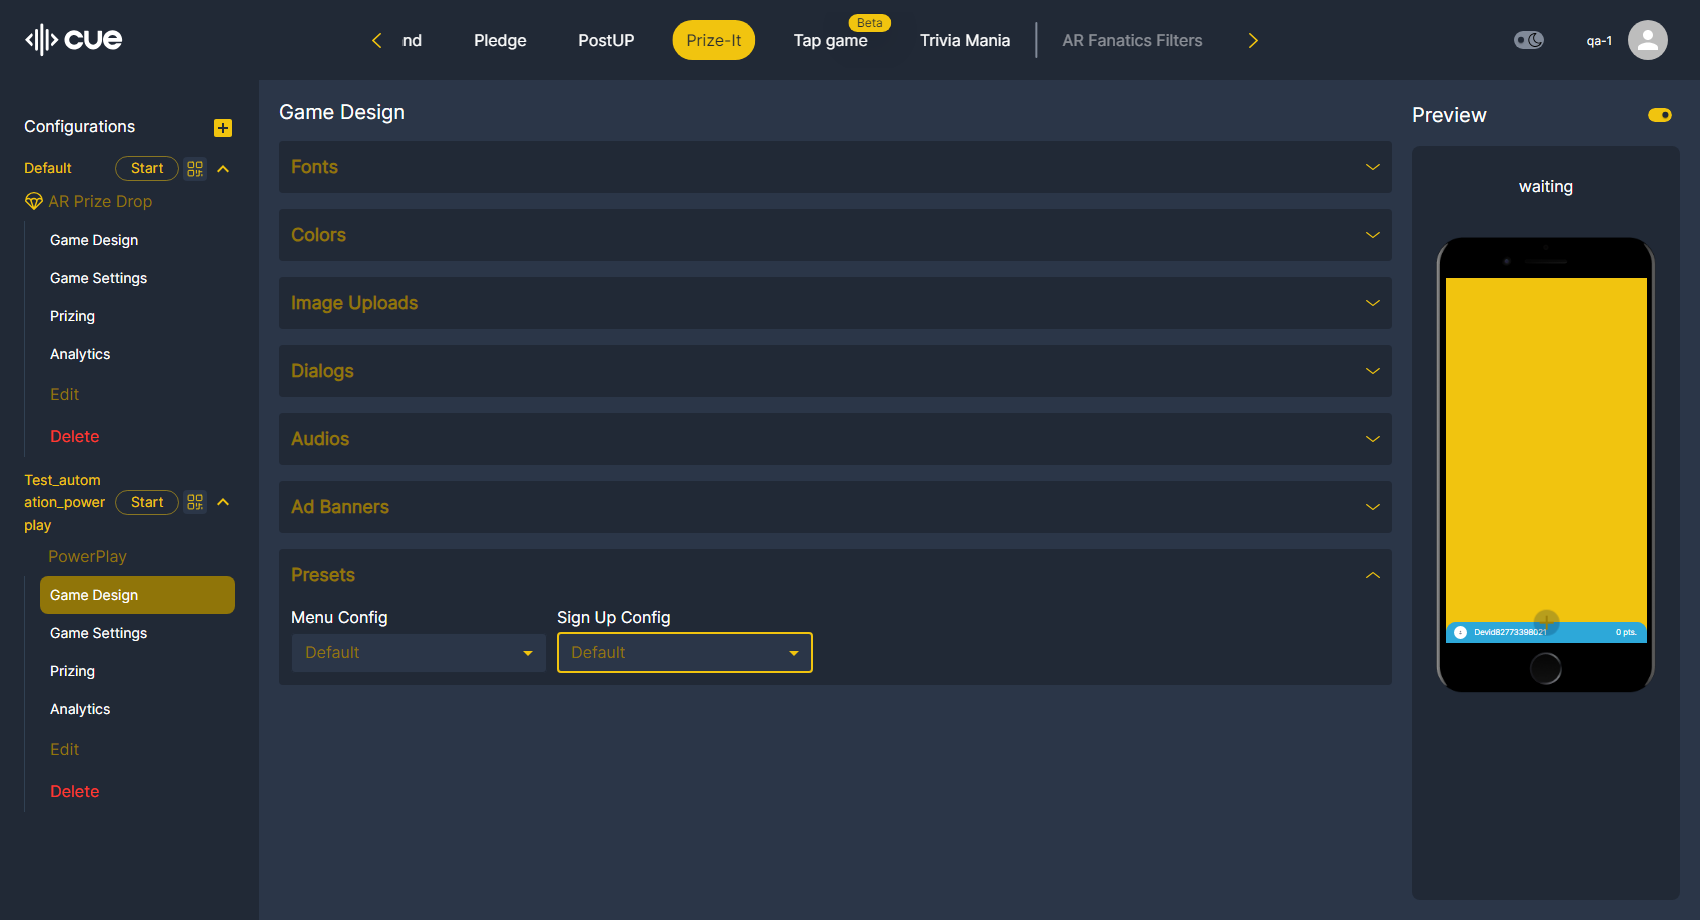 cue
nd
Pledge
PostUP
Prize-It
Beta
Tap game
Trivia Mania
AR Fanatics Filters
qa-1
Configurations
Default
Start
AR Prize Drop
Game Design
Game Settings
Prizing
Analytics
Edit
Delete
Test_autom
ation_power
play
Start
PowerPlay
Game Design
Game Settings
Prizing
Analytics
Edit
Delete
Game Design
Fonts
Colors
Image Uploads
Dialogs
Audios
Ad Banners
Presets
Menu Config
Default
Sign Up Config
Default
Preview
waiting
Devid82773398021
0 pts.